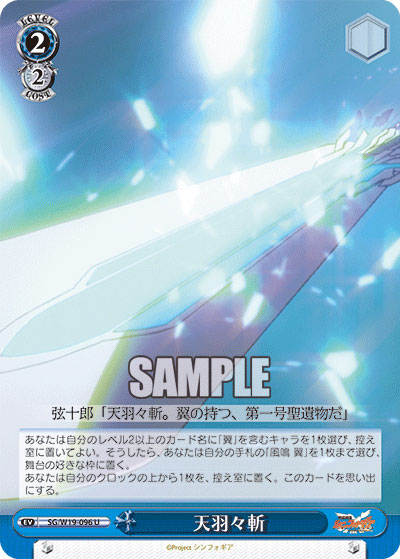 LEVEL
2
2
COST
SAMPLE
弦十郎「天羽々斬。翼の持つ、第一号聖遺物だ」
あなたは自分のレベル2以上のカード名に「翼」を含むキャラを1枚選び、控え
室に置いてよい。そうしたら、あなたは自分の手札の「風鳴 翼」を1枚まで選び、
舞台の好きな枠に置く。
あなたは自分のクロックの上から1枚を、控え室に置く。このカードを思い出
にする。
EV SG/W19-096 U
天羽々斬
©Project シンフォギア